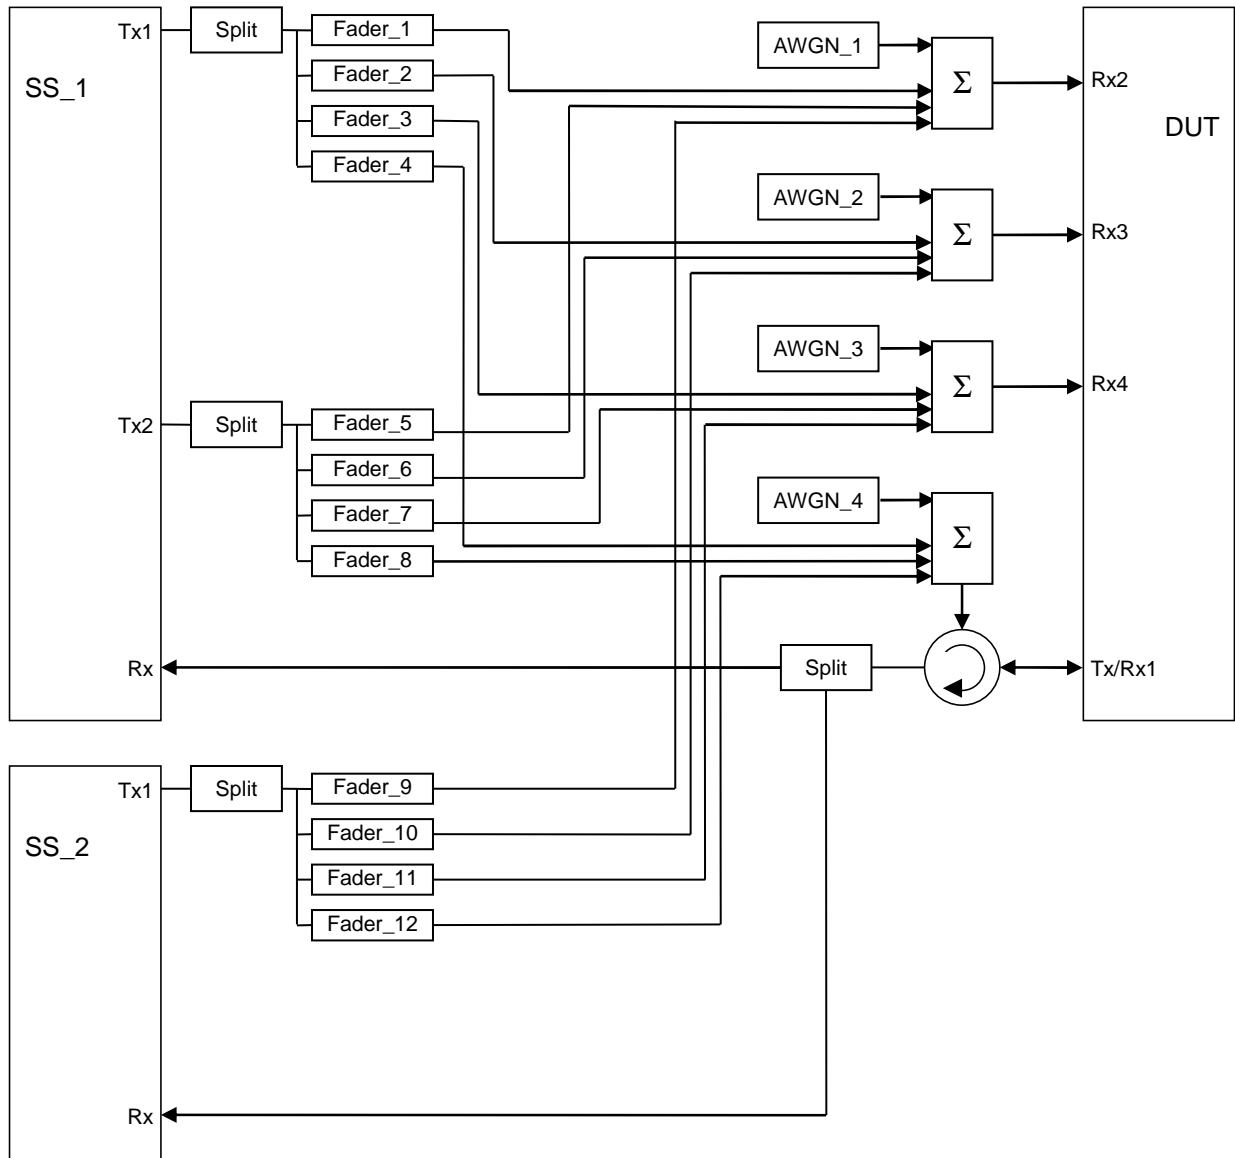 Tx1
Split
Fader_1
Fader_2
Fader_3
Fader_4
SS_1
AWGN_1
Σ
Rx2
DUT
AWGN_2
Σ
Rx3
AWGN_3
Σ
Rx4
Tx2
Split
Fader_5
Fader_6
Fader_7
Fader_8
AWGN_4
Σ
Rx
Split
Tx/Rx1
Tx1
Split
Fader_9
Fader_10
Fader_11
Fader_12
SS_2
Rx